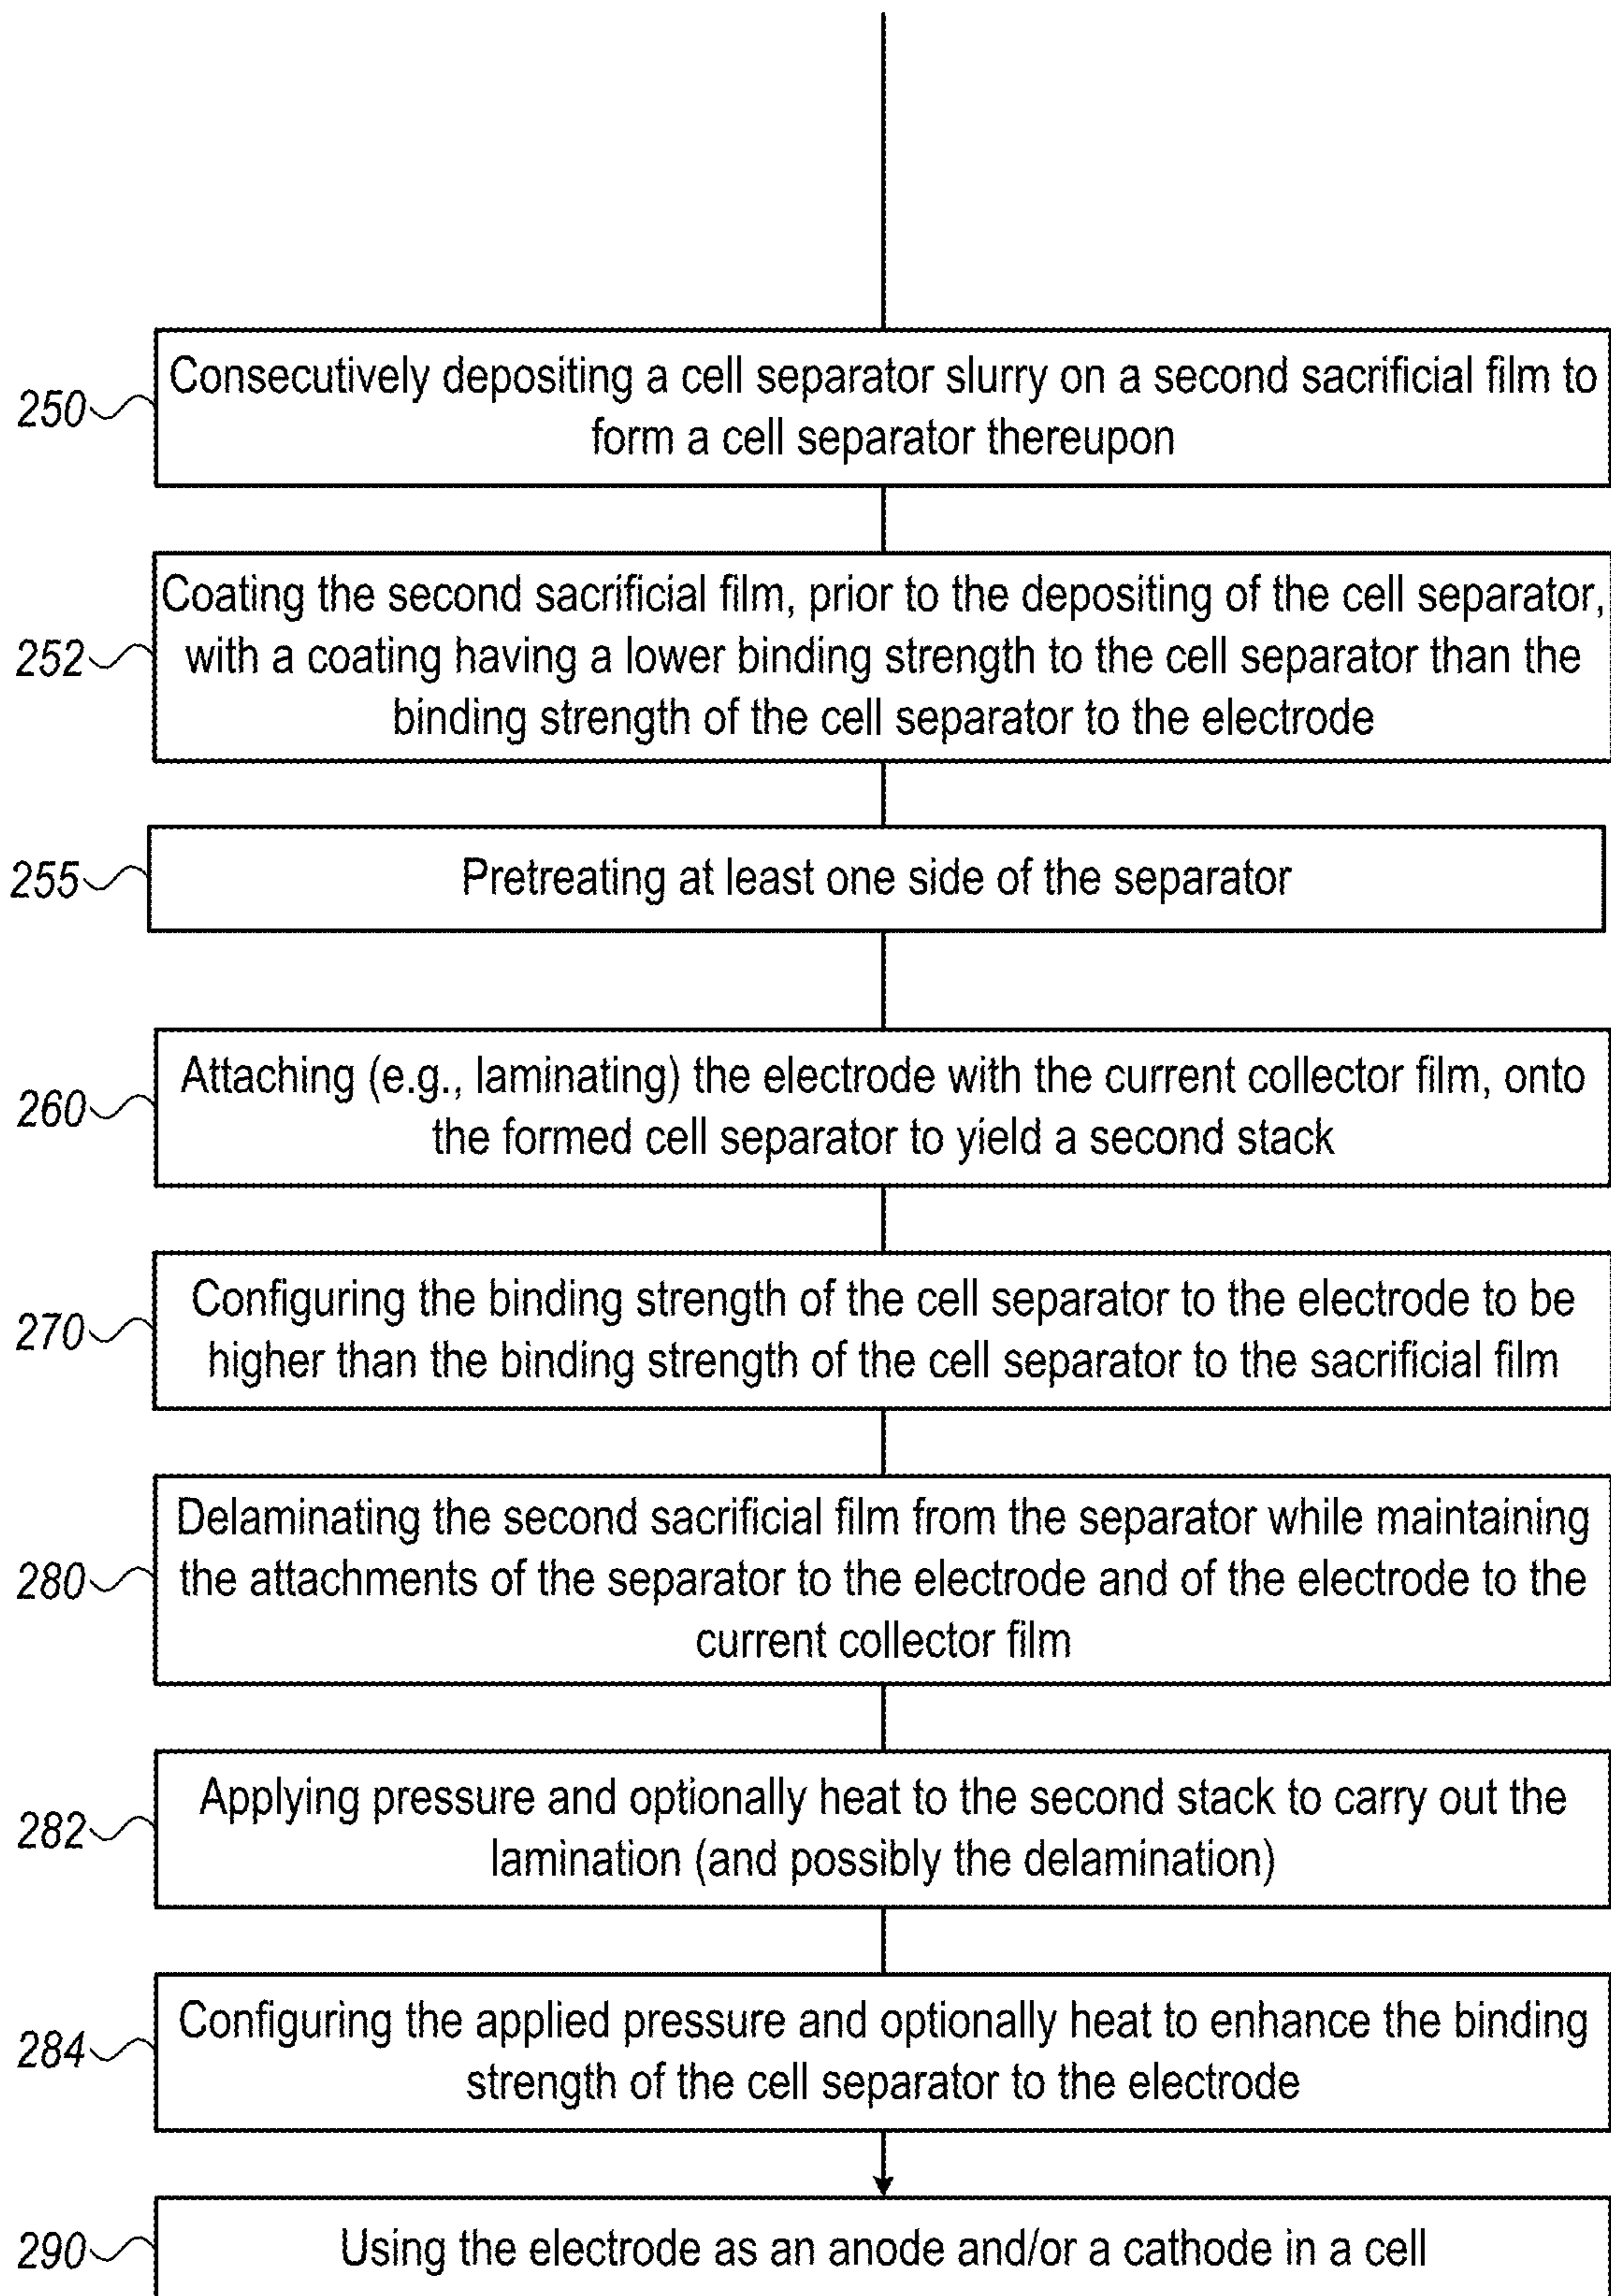 250
Consecutively depositing a cell separator slurry on a second sacrificial film to
form a cell separator thereupon
252
Coating the second sacrificial film, prior to the depositing of the cell separator,
with a coating having a lower binding strength to the cell separator than the
binding strength of the cell separator to the electrode
255
Pretreating at least one side of the separator
260
Attaching (e.g., laminating) the electrode with the current collector film, onto
the formed cell separator to yield a second stack
270
Configuring the binding strength of the cell separator to the electrode to be
higher than the binding strength of the cell separator to the sacrificial film
280
Delaminating the second sacrificial film from the separator while maintaining
the attachments of the separator to the electrode and of the electrode to the
current collector film
282
Applying pressure and optionally heat to the second stack to carry out the
lamination (and possibly the delamination)
284
Configuring the applied pressure and optionally heat to enhance the binding
strength of the cell separator to the electrode
290
Using the electrode as an anode and/or a cathode in a cell